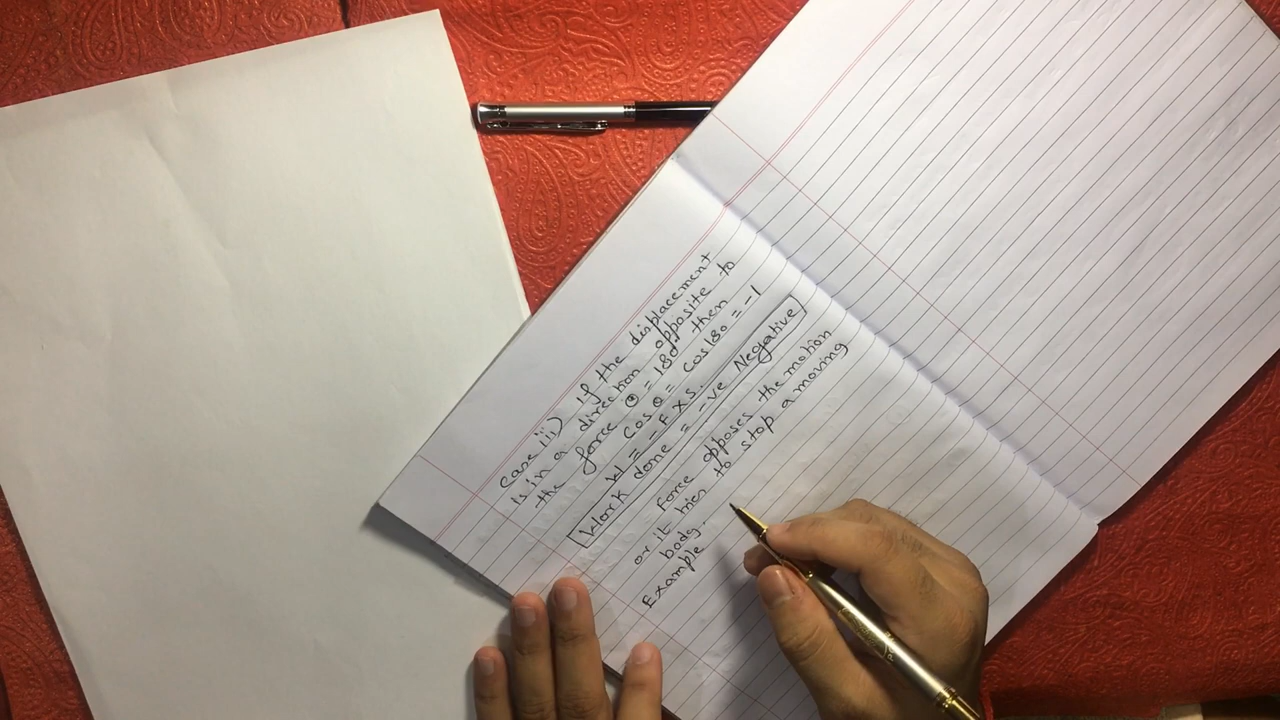 case iii) If the displacement
is in a direction opposite to
the force θ = 180° then
cos θ = cos 180 = -1
W = -F x S.
Work done = -ve Negative
Force opposes the motion
or it tries to stop a moving
body.
Example